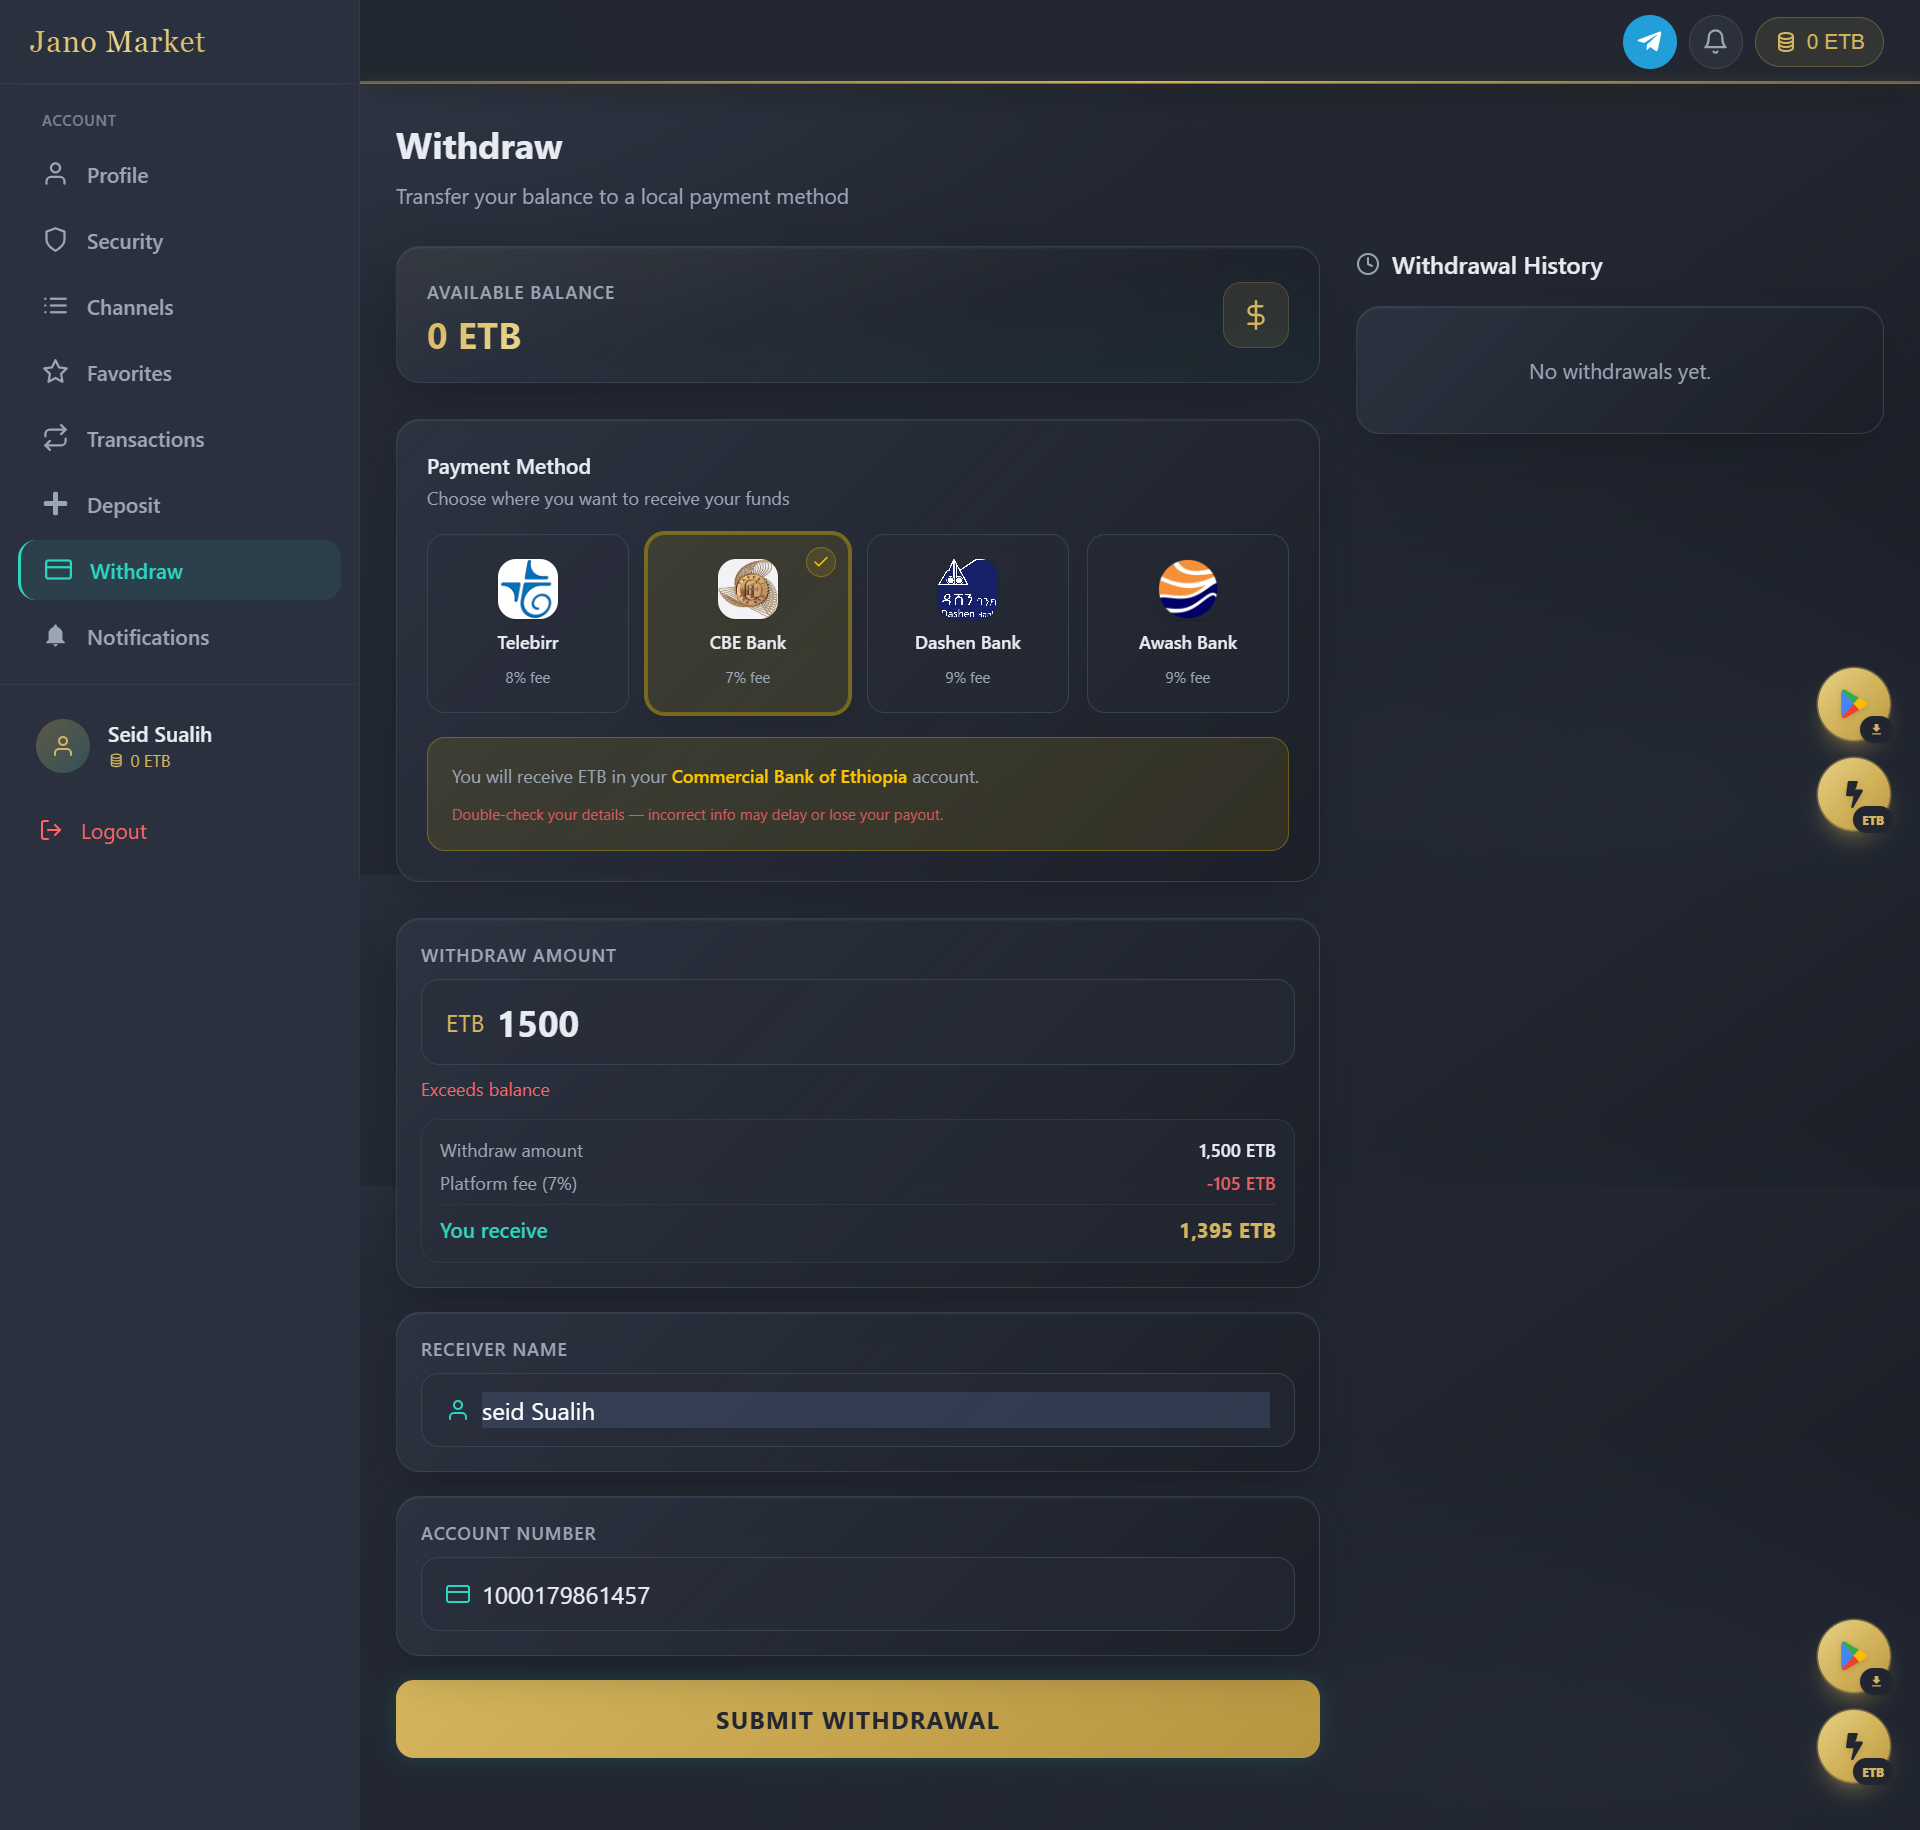 Jano Market
0 ETB
ACCOUNT
Profile
Security
Channels
Favorites
Transactions
Deposit
Withdraw
Notifications
Seid Sualih
0 ETB
Logout
Withdraw
Transfer your balance to a local payment method
AVAILABLE BALANCE
0 ETB
$
Payment Method
Choose where you want to receive your funds
Telebirr
8% fee
CBE Bank
7% fee
Dashen Bank
Dashen Bank
9% fee
Awash Bank
9% fee
You will receive ETB in your Commercial Bank of Ethiopia account.
Double-check your details — incorrect info may delay or lose your payout.
WITHDRAW AMOUNT
ETB 1500
Exceeds balance
Withdraw amount 1,500 ETB
Platform fee (7%) -105 ETB
You receive 1,395 ETB
RECEIVER NAME
seid Sualih
ACCOUNT NUMBER
1000179861457
SUBMIT WITHDRAWAL
Withdrawal History
No withdrawals yet.
ETB
ETB